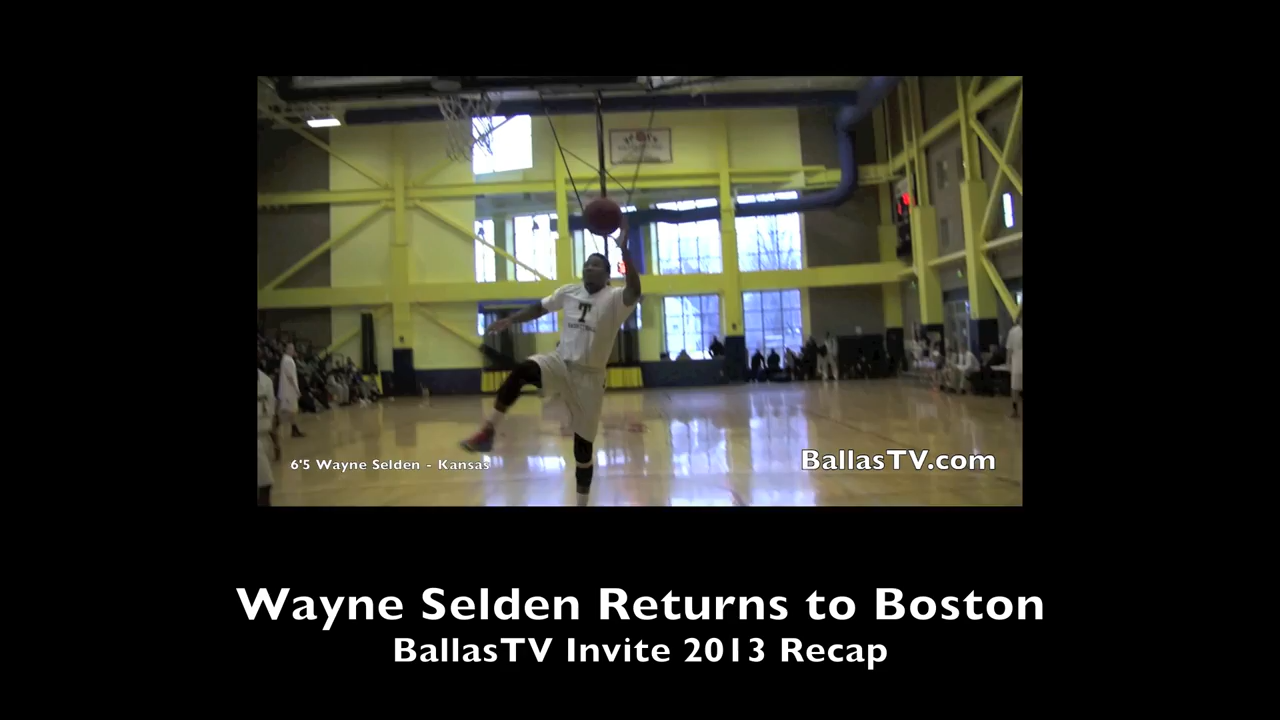 T
6'5 Wayne Selden - Kansas
BallasTV.com
Wayne Selden Returns to Boston
BallasTV Invite 2013 Recap